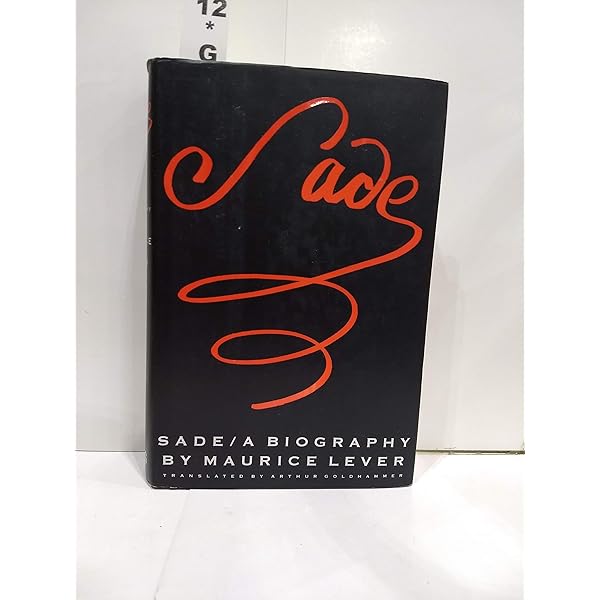 12
*
G
Sade
SADE/A BIOGRAPHY
BY MAURICE LEVER
TRANSLATED BY ARTHUR GOLDHAMMER